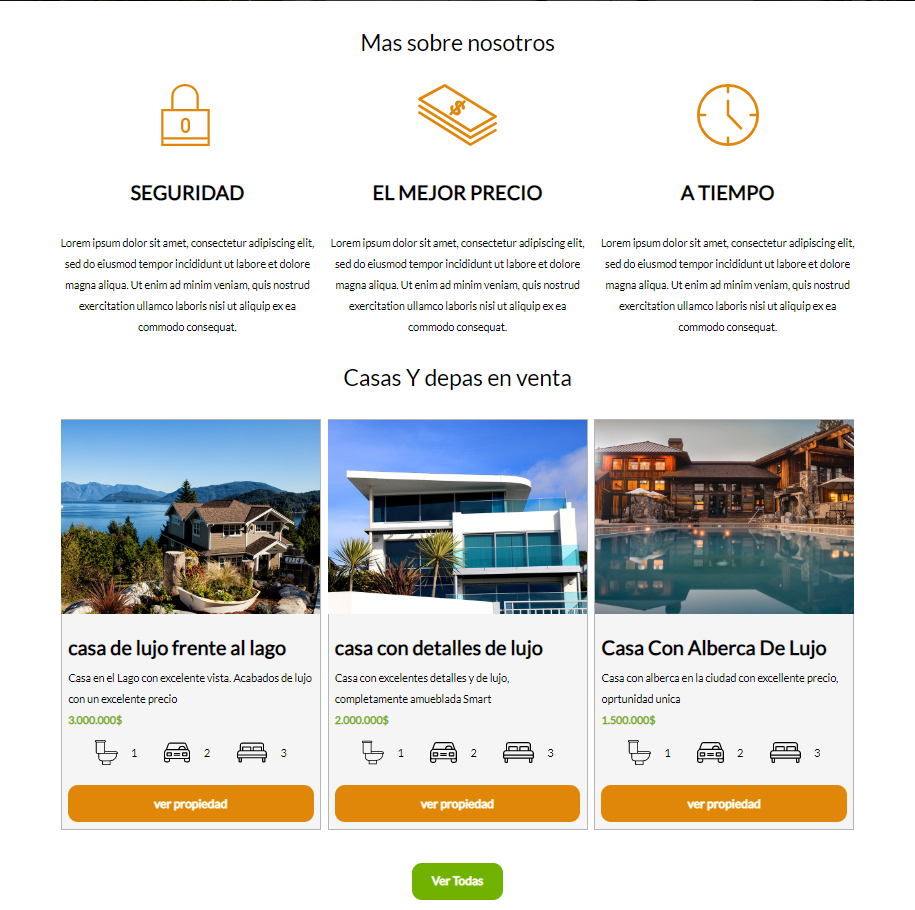 Mas sobre nosotros
0
$
SEGURIDAD
EL MEJOR PRECIO
A TIEMPO
Lorem ipsum dolor sit amet, consectetur adipiscing elit,
sed do eiusmod tempor incididunt ut labore et dolore
magna aliqua. Ut enim ad minim veniam, quis nostrud
exercitation ullamco laboris nisi ut aliquip ex ea
commodo consequat.
Lorem ipsum dolor sit amet, consectetur adipiscing elit,
sed do eiusmod tempor incididunt ut labore et dolore
magna aliqua. Ut enim ad minim veniam, quis nostrud
exercitation ullamco laboris nisi ut aliquip ex ea
commodo consequat.
Lorem ipsum dolor sit amet, consectetur adipiscing elit,
sed do eiusmod tempor incididunt ut labore et dolore
magna aliqua. Ut enim ad minim veniam, quis nostrud
exercitation ullamco laboris nisi ut aliquip ex ea
commodo consequat.
Casas Y depas en venta
casa de lujo frente al lago
Casa en el Lago con excelente vista. Acabados de lujo
con un excelente precio
3.000.000$
1 2 3
ver propiedad
casa con detalles de lujo
Casa con excelentes detalles y de lujo,
completamente amueblada Smart
2.000.000$
1 2 3
ver propiedad
Casa Con Alberca De Lujo
Casa con alberca en la ciudad con excellente precio,
oprtunidad unica
1.500.000$
1 2 3
ver propiedad
Ver Todas